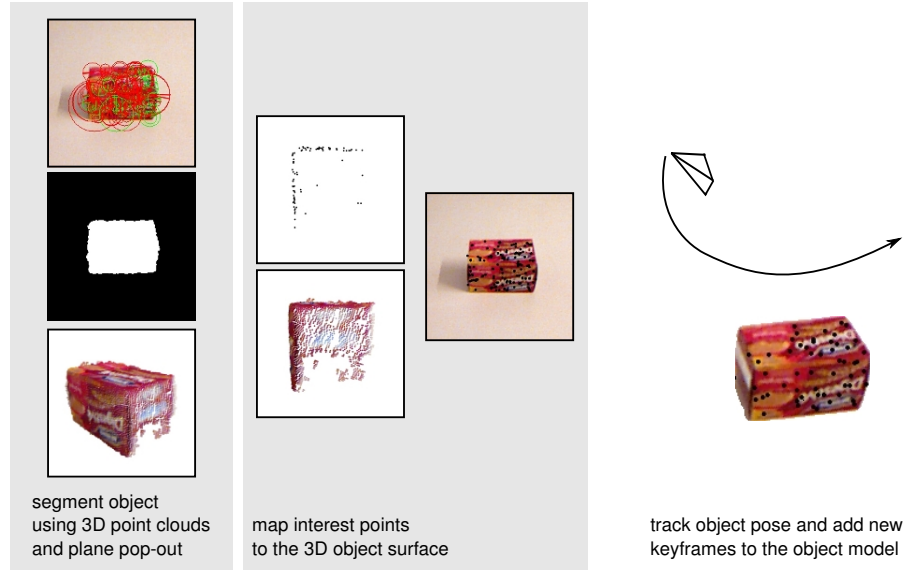 segment object
using 3D point clouds
and plane pop-out
map interest points
to the 3D object surface
track object pose and add new
keyframes to the object model